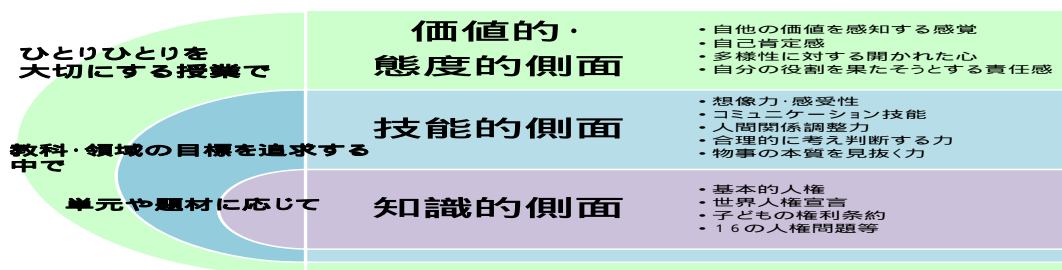 ひとりひとりを
大切にする授業で
価値的・
態度的側面
・自他の価値を感知する感覚
・自己肯定感
・多様性に対する開かれた心
・自分の役割を果たそうとする責任感
教科・領域の目標を追求する
中で
技能的側面
・想像力・感受性
・コミュニケーション技能
・人間関係調整力
・合理的に考え判断する力
・物事の本質を見抜く力
単元や題材に応じて
知識的側面
・基本的人権
・世界人権宣言
・子どもの権利条約
・16の人権問題等